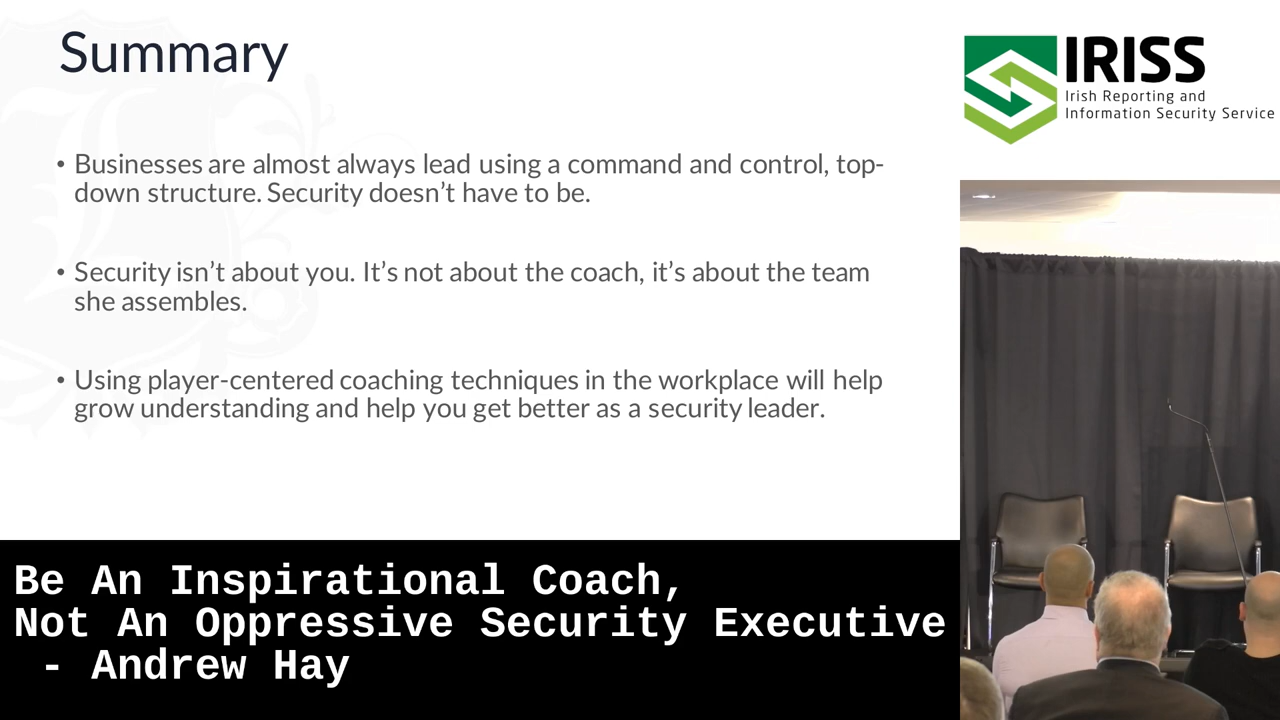 Summary
• Businesses are almost always lead using a command and control, top-
down structure. Security doesn't have to be.
• Security isn't about you. It's not about the coach, it's about the team
she assembles.
• Using player-centered coaching techniques in the workplace will help
grow understanding and help you get better as a security leader.
IRISS
Irish Reporting and
Information Security Service
Be An Inspirational Coach,
Not An Oppressive Security Executive
- Andrew Hay